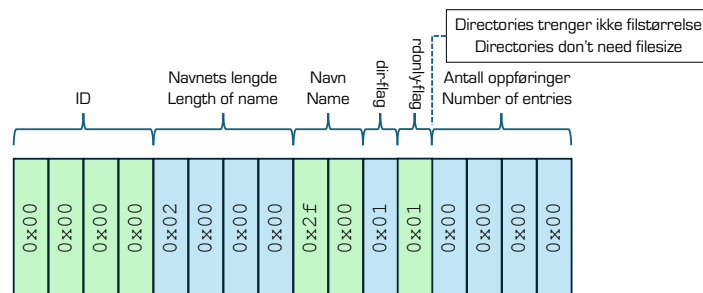 Directories trenger ikke filstørrelse
Directories don't need filesize
ID
Navnets lengde
Length of name
Navn
Name
dir-flag
rdonly-flag
Antall oppføringer
Number of entries
0x00 0x00 0x00 0x00 0x02 0x00 0x00 0x00 0x2f 0x00 0x01 0x01 0x00 0x00 0x00 0x00